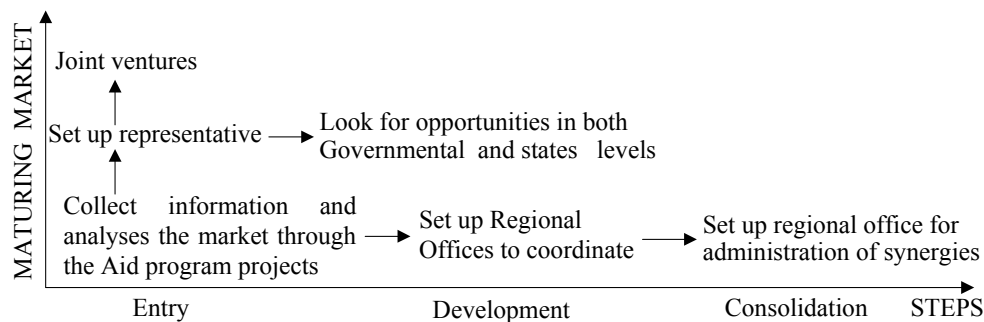 MATURING MARKET
Joint ventures
Set up representative
Look for opportunities in both
Governmental and states levels
Collect information and
analyses the market through
the Aid program projects
Set up Regional
Offices to coordinate
Set up regional office for
administration of synergies
Entry
Development
Consolidation
STEPS